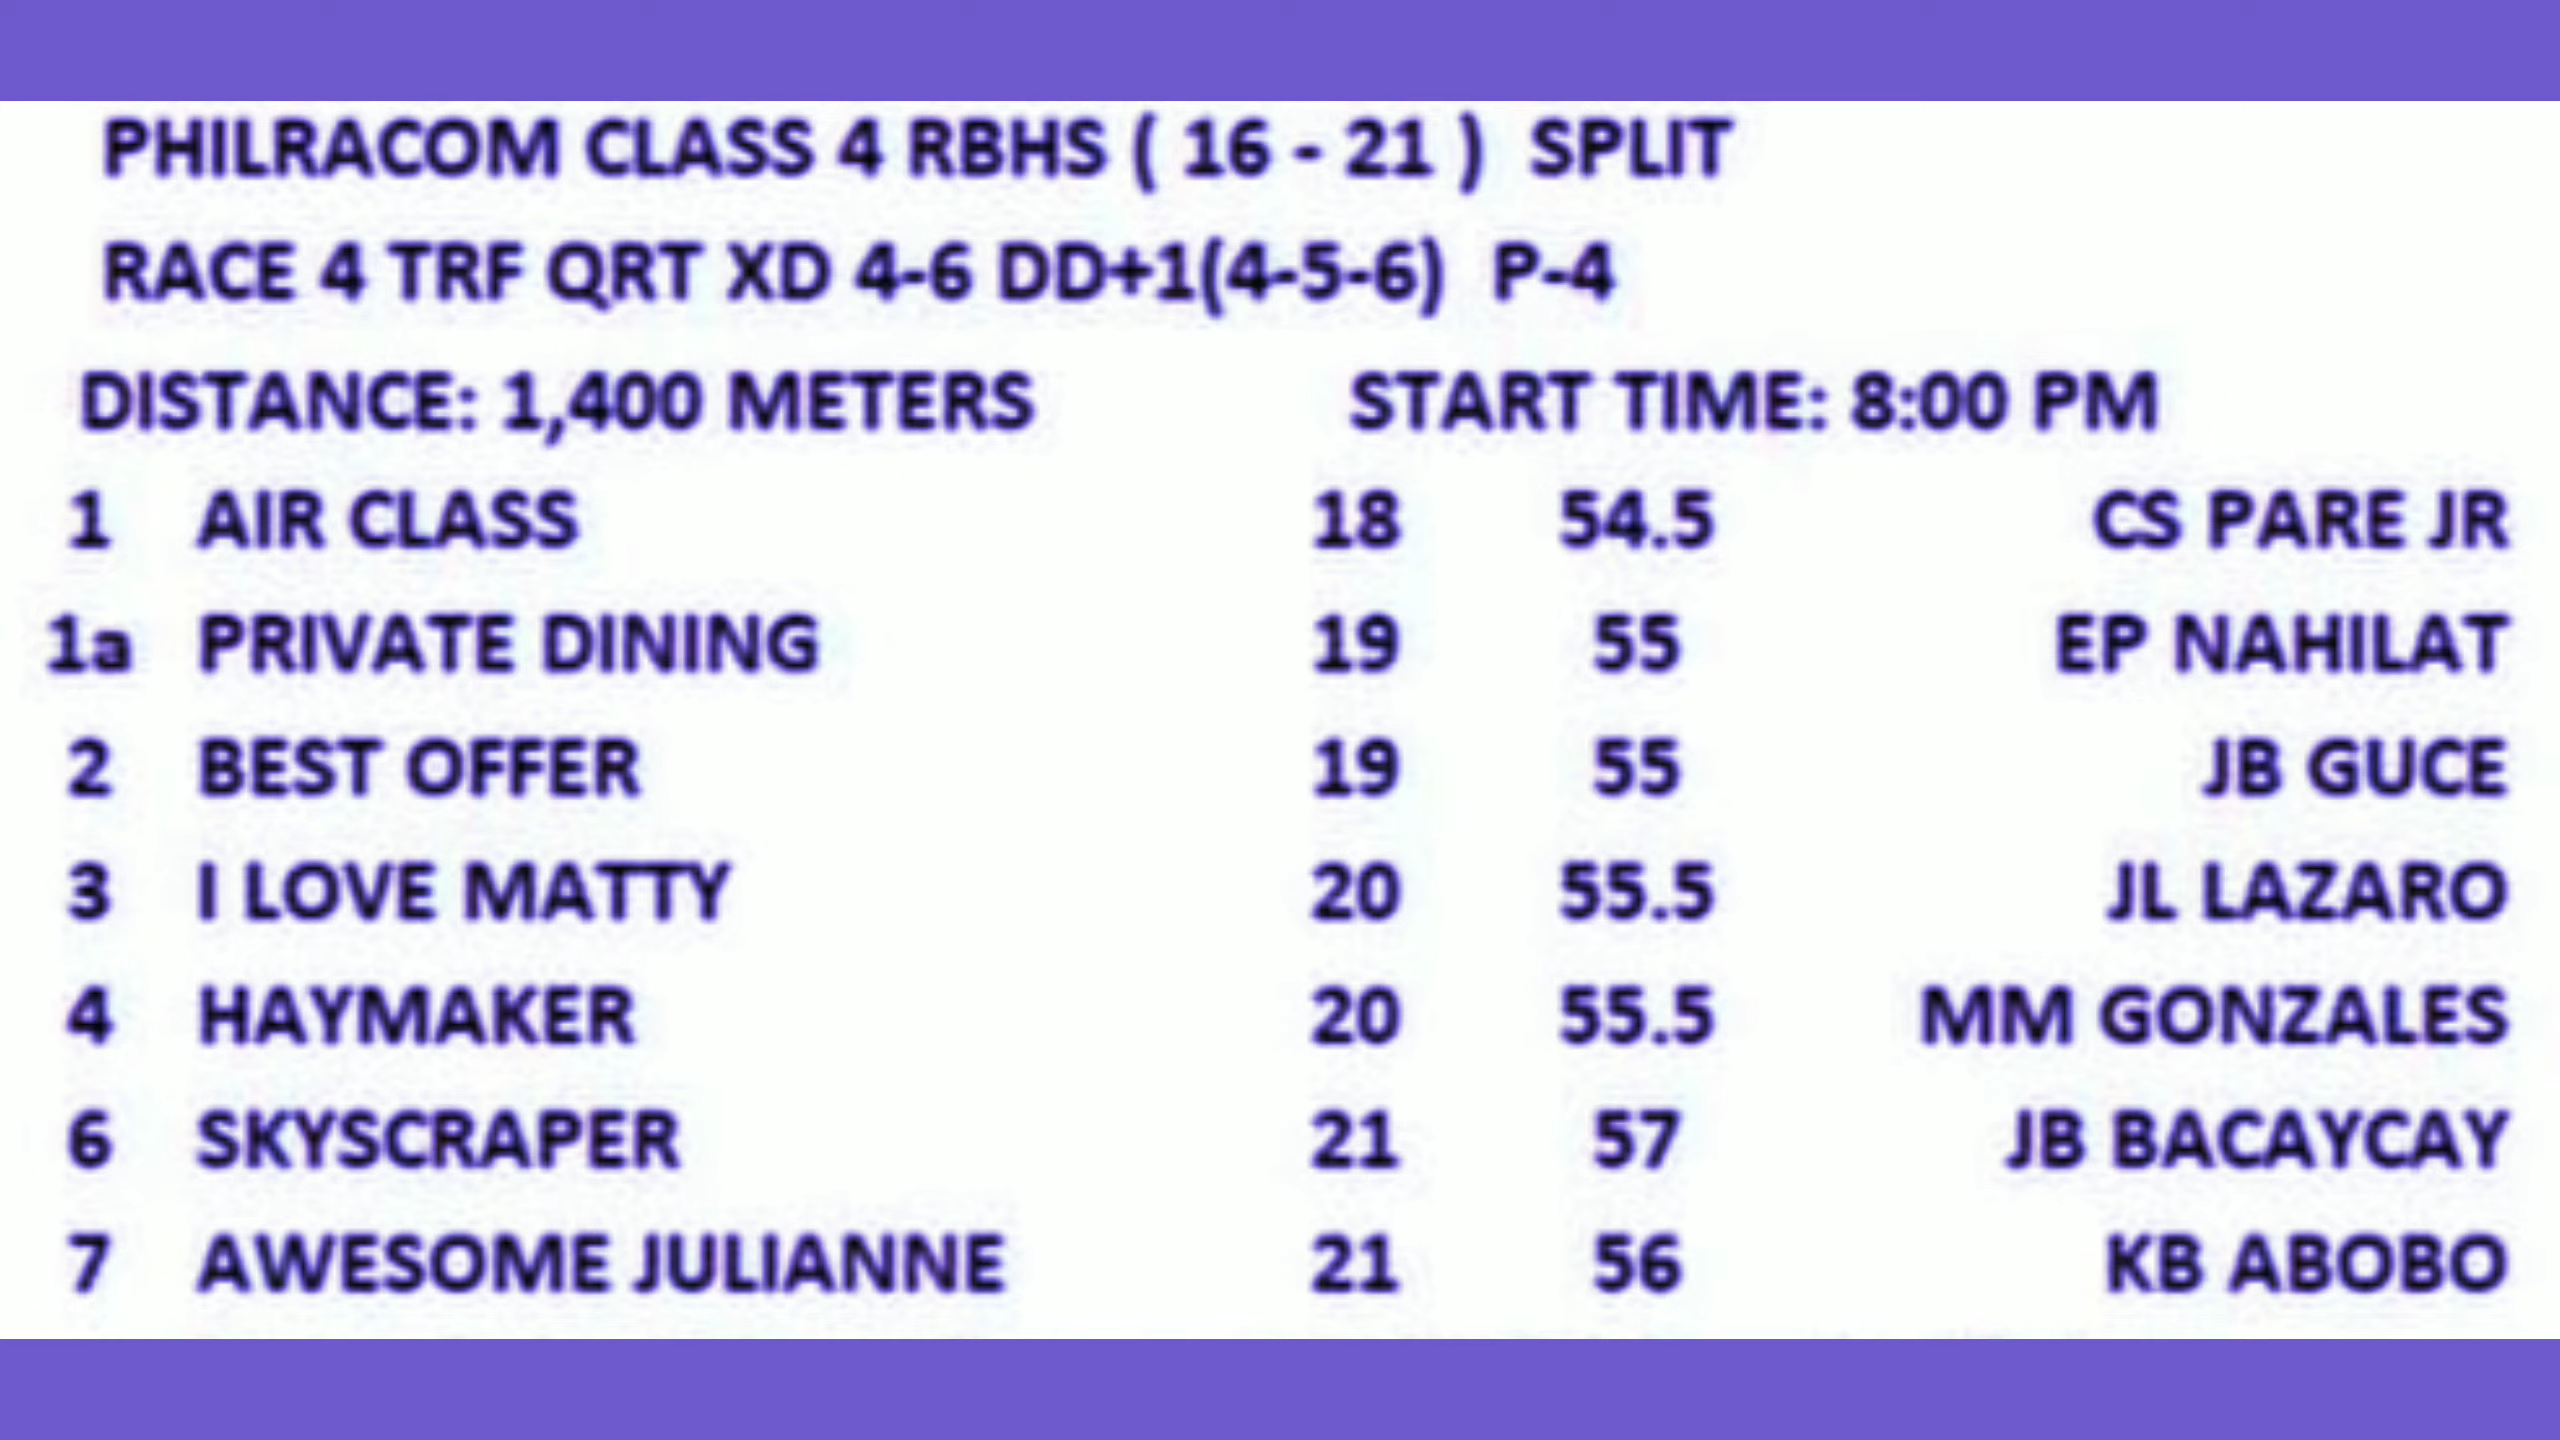 PHILRACOM CLASS 4 RBHS ( 16 - 21 ) SPLIT
RACE 4 TRF QRT XD 4-6 DD+1(4-5-6) P-4
DISTANCE: 1,400 METERS START TIME: 8:00 PM
1 AIR CLASS 18 54.5 CS PARE JR
1a PRIVATE DINING 19 55 EP NAHILAT
2 BEST OFFER 19 55 JB GUCE
3 I LOVE MATTY 20 55.5 JL LAZARO
4 HAYMAKER 20 55.5 MM GONZALES
6 SKYSCRAPER 21 57 JB BACAYCAY
7 AWESOME JULIANNE 21 56 KB ABOBO